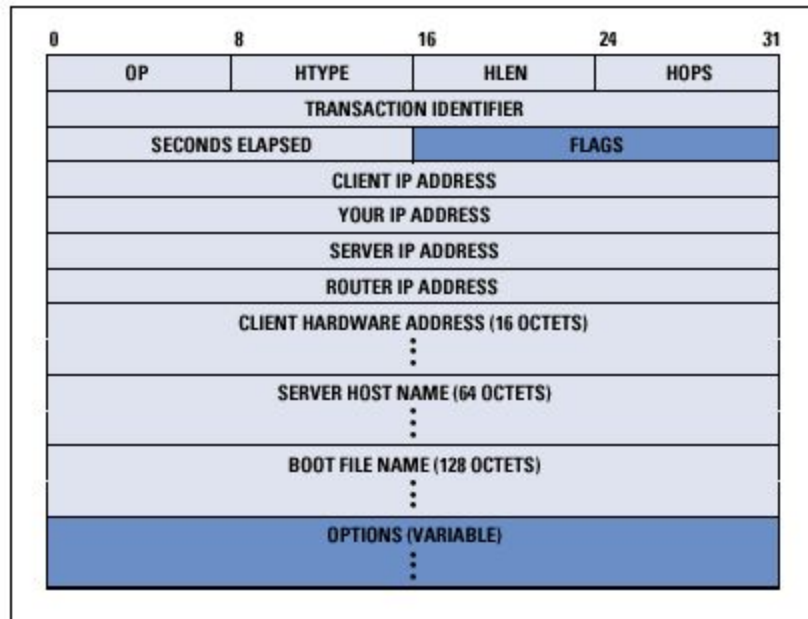 0 8 16 24 31
OP HTYPE HLEN HOPS
TRANSACTION IDENTIFIER
SECONDS ELAPSED FLAGS
CLIENT IP ADDRESS
YOUR IP ADDRESS
SERVER IP ADDRESS
ROUTER IP ADDRESS
CLIENT HARDWARE ADDRESS (16 OCTETS)
SERVER HOST NAME (64 OCTETS)
BOOT FILE NAME (128 OCTETS)
OPTIONS (VARIABLE)